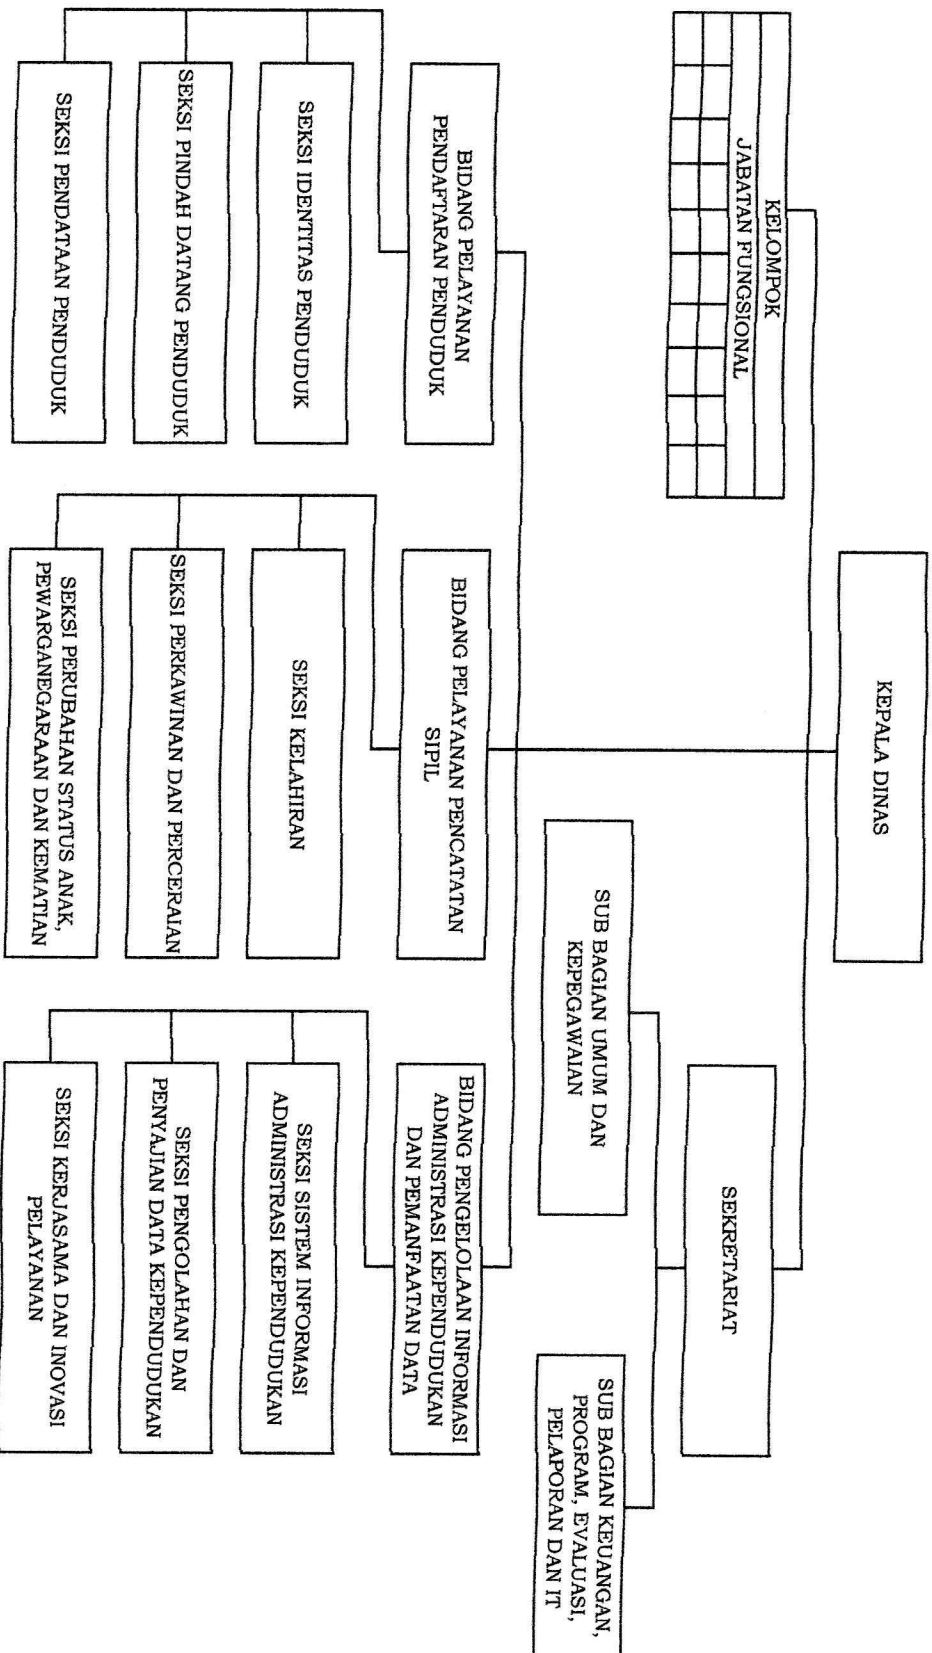 KEPALA DINAS
KELOMPOK
JABATAN FUNGSIONAL
SEKRETARIAT
SUB BAGIAN UMUM DAN
KEPEGAWAIAN
SUB BAGIAN KEUANGAN,
PROGRAM, EVALUASI,
PELAPORAN DAN IT
BIDANG PELAYANAN
PENDAFTARAN PENDUDUK
SEKSI IDENTITAS PENDUDUK
SEKSI PINDAH DATANG PENDUDUK
SEKSI PENDATAAN PENDUDUK
BIDANG PELAYANAN PENCATATAN
SIPIL
SEKSI KELAHIRAN
SEKSI PERKAWINAN DAN PERCERAIAN
SEKSI PERUBAHAN STATUS ANAK,
PEWARGANEGARAAN DAN KEMATIAN
BIDANG PENGELOLAAN INFORMASI
ADMINISTRASI KEPENDUDUKAN
DAN PEMANFAATAN DATA
SEKSI SISTEM INFORMASI
ADMINISTRASI KEPENDUDUKAN
SEKSI PENGOLAHAN DAN
PENYAJIAN DATA KEPENDUDUKAN
SEKSI KERJASAMA DAN INOVASI
PELAYANAN